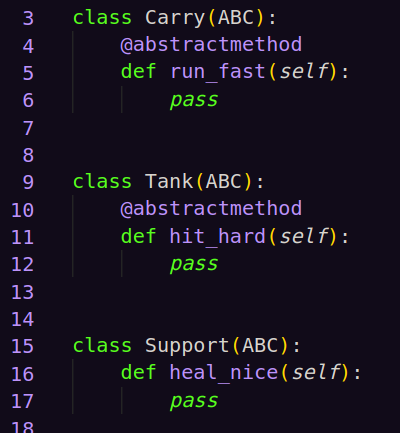 3 class Carry(ABC):
4     @abstractmethod
5     def run_fast(self):
6         pass
7
8
9 class Tank(ABC):
10     @abstractmethod
11     def hit_hard(self):
12         pass
13
14
15 class Support(ABC):
16     def heal_nice(self):
17         pass
18